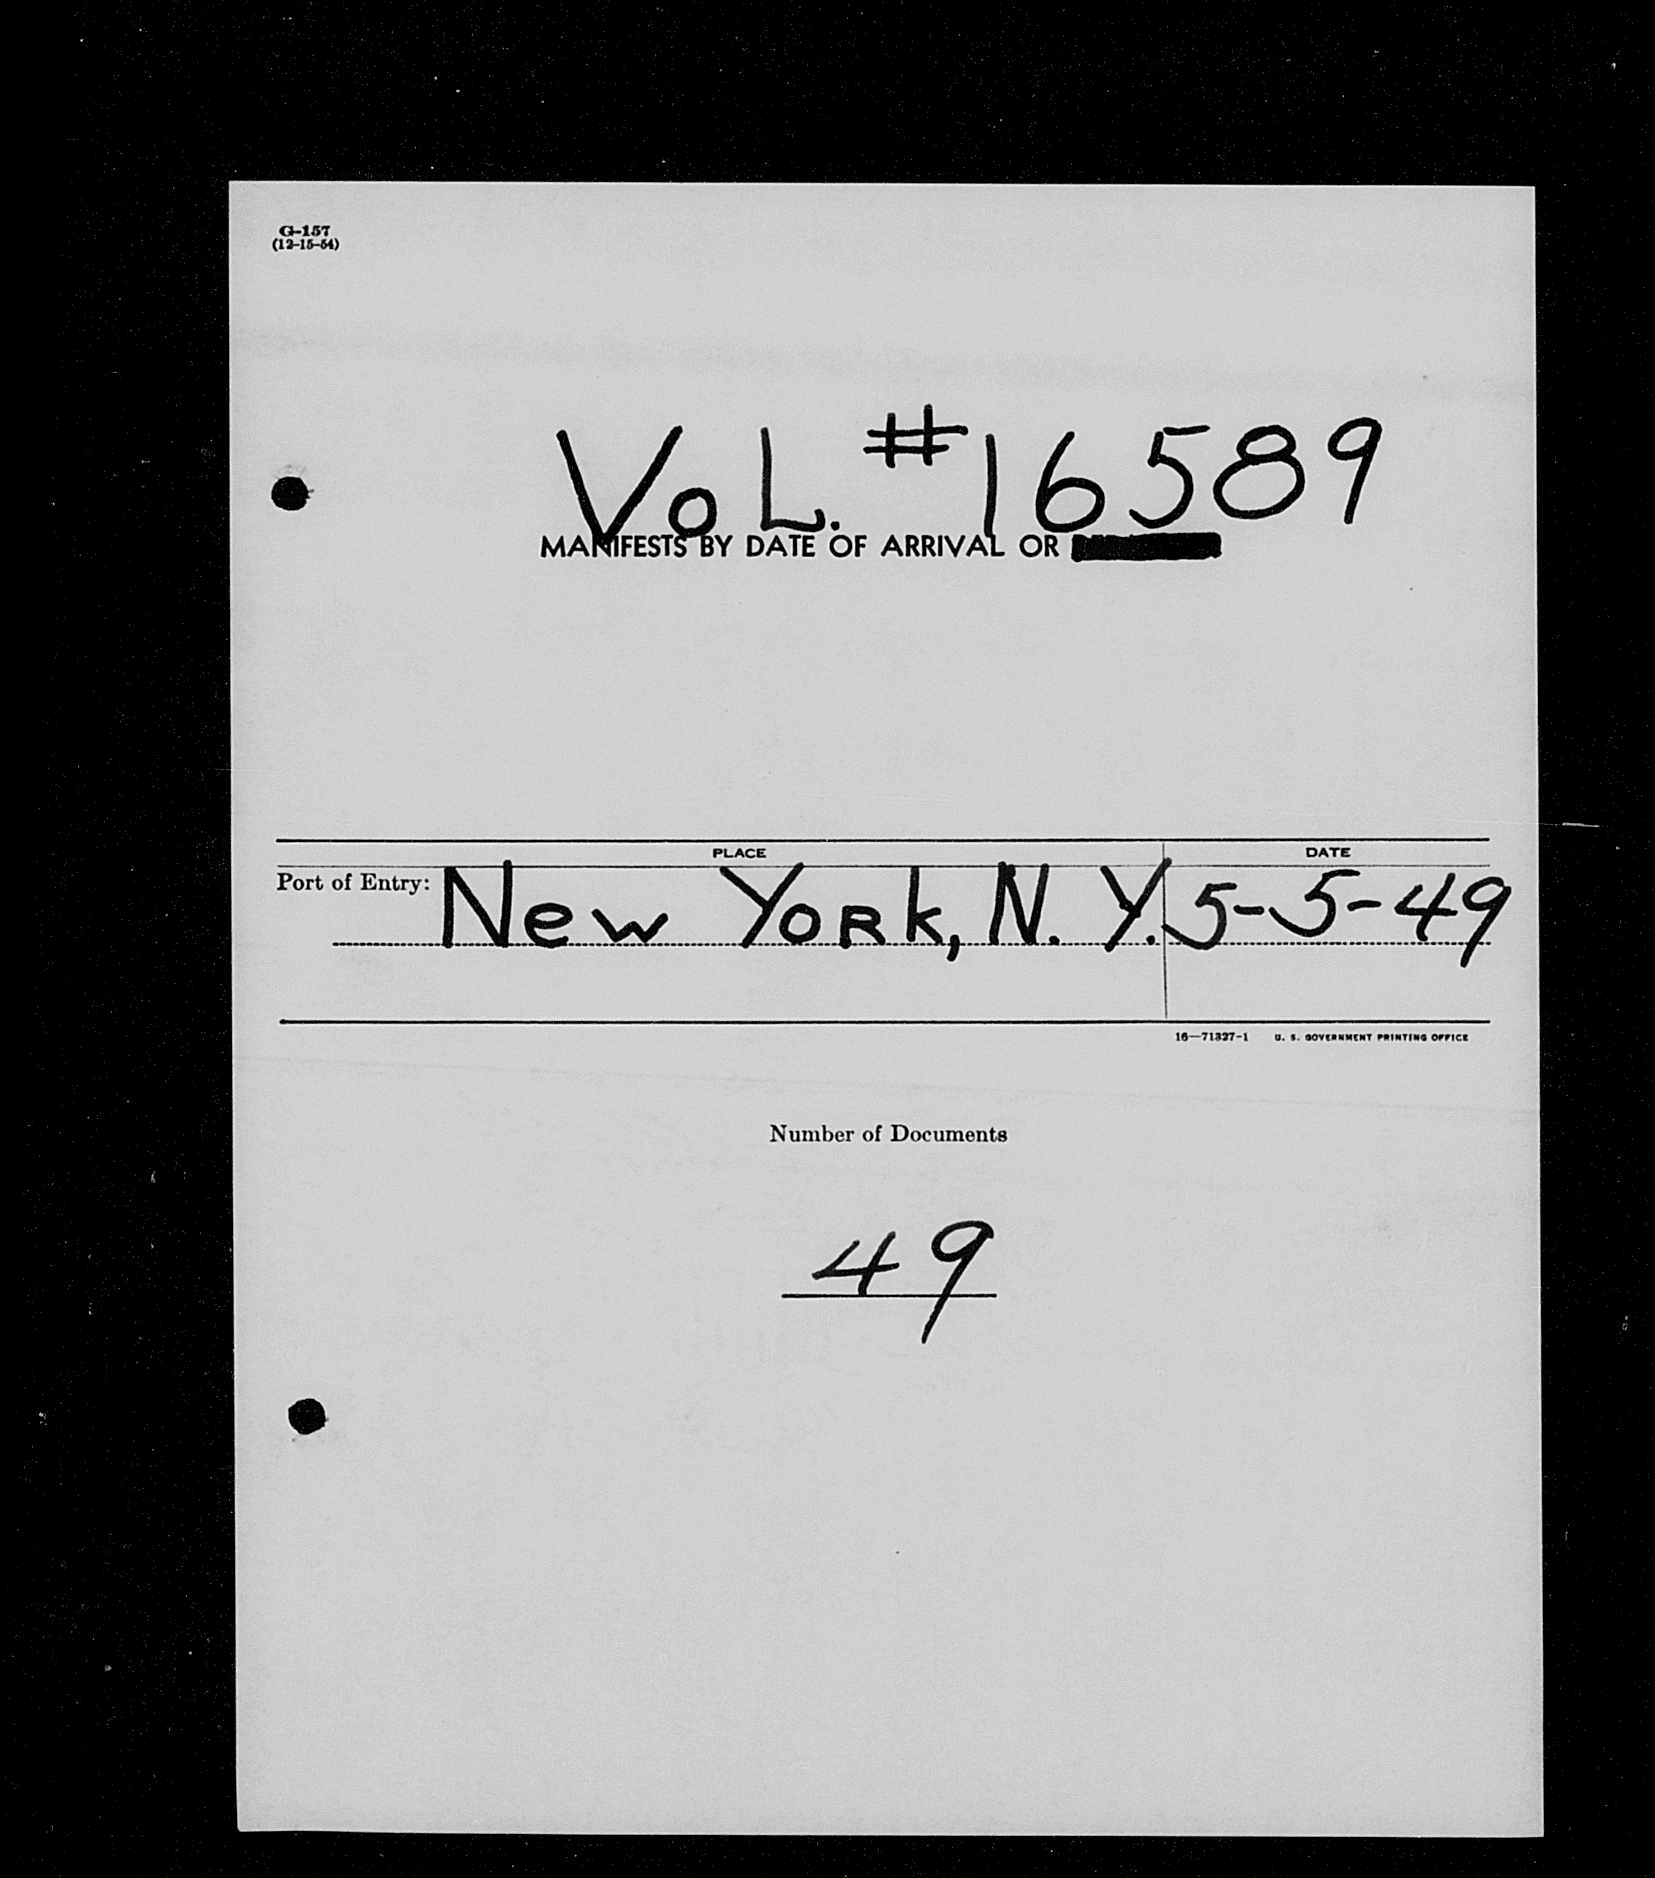 G-157
(12-15-54)
VOL. #16589
MANIFESTS BY DATE OF ARRIVAL OR
PLACE DATE
Port of Entry: New York, N. Y. 5-5-49
16—71327-1 U. S. GOVERNMENT PRINTING OFFICE
Number of Documents
49